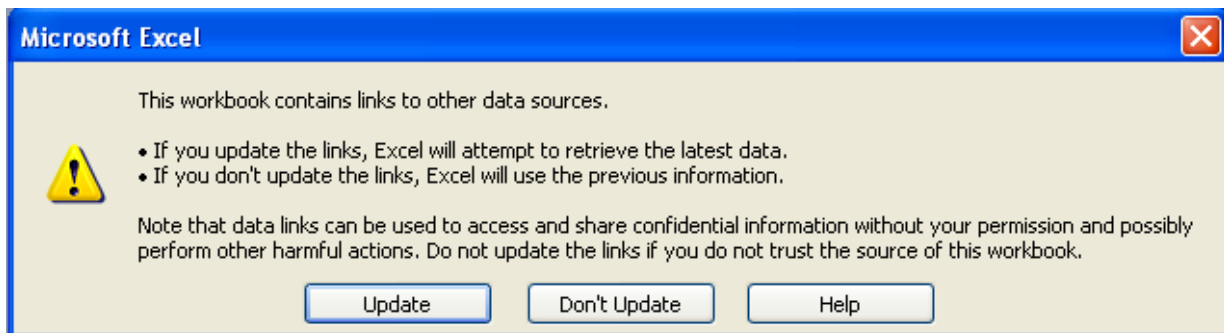 Microsoft Excel
This workbook contains links to other data sources.
• If you update the links, Excel will attempt to retrieve the latest data.
• If you don't update the links, Excel will use the previous information.
Note that data links can be used to access and share confidential information without your permission and possibly
perform other harmful actions. Do not update the links if you do not trust the source of this workbook.
Update Don't Update Help